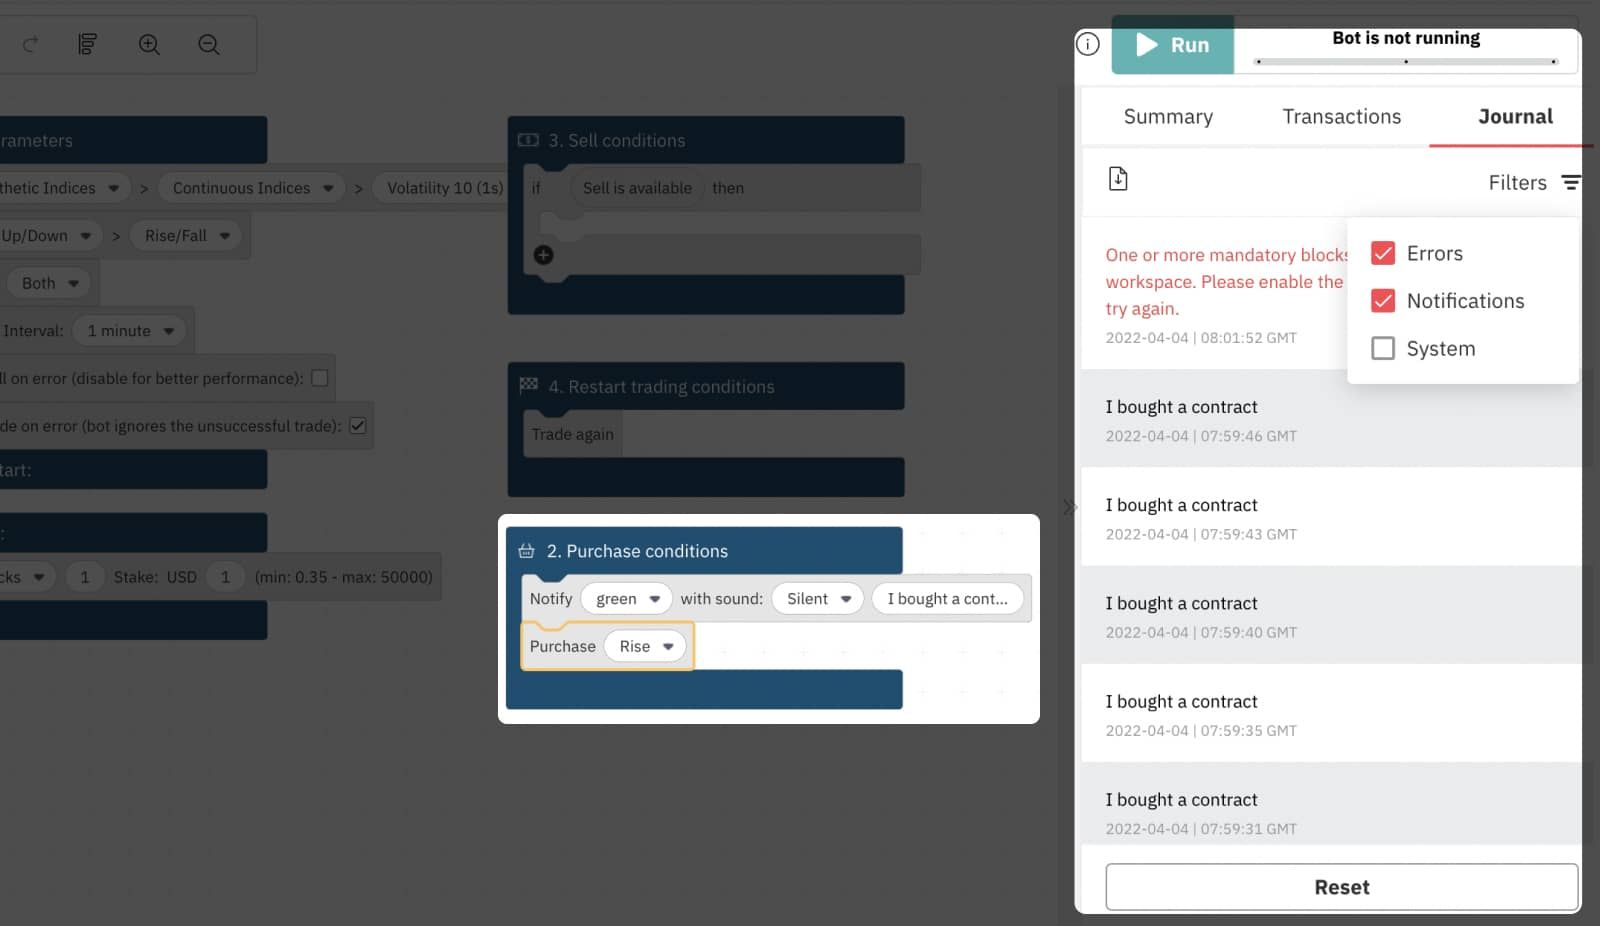 Run
Bot is not running
Summary Transactions Journal
Filters
Errors
Notifications
System
One or more mandatory blocks
workspace. Please enable the
try again.
2022-04-04 | 08:01:52 GMT
I bought a contract
2022-04-04 | 07:59:46 GMT
I bought a contract
2022-04-04 | 07:59:43 GMT
I bought a contract
2022-04-04 | 07:59:40 GMT
I bought a contract
2022-04-04 | 07:59:35 GMT
I bought a contract
2022-04-04 | 07:59:31 GMT
Reset
rameters
thetic Indices > Continuous Indices > Volatility 10 (1s)
Up/Down > Rise/Fall
Both
Interval: 1 minute
ll on error (disable for better performance):
de on error (bot ignores the unsuccessful trade):
tart:
:
cks 1 Stake: USD 1 (min: 0.35 - max: 50000)
3. Sell conditions
if Sell is available then
4. Restart trading conditions
Trade again
2. Purchase conditions
Notify green with sound: Silent I bought a cont...
Purchase Rise